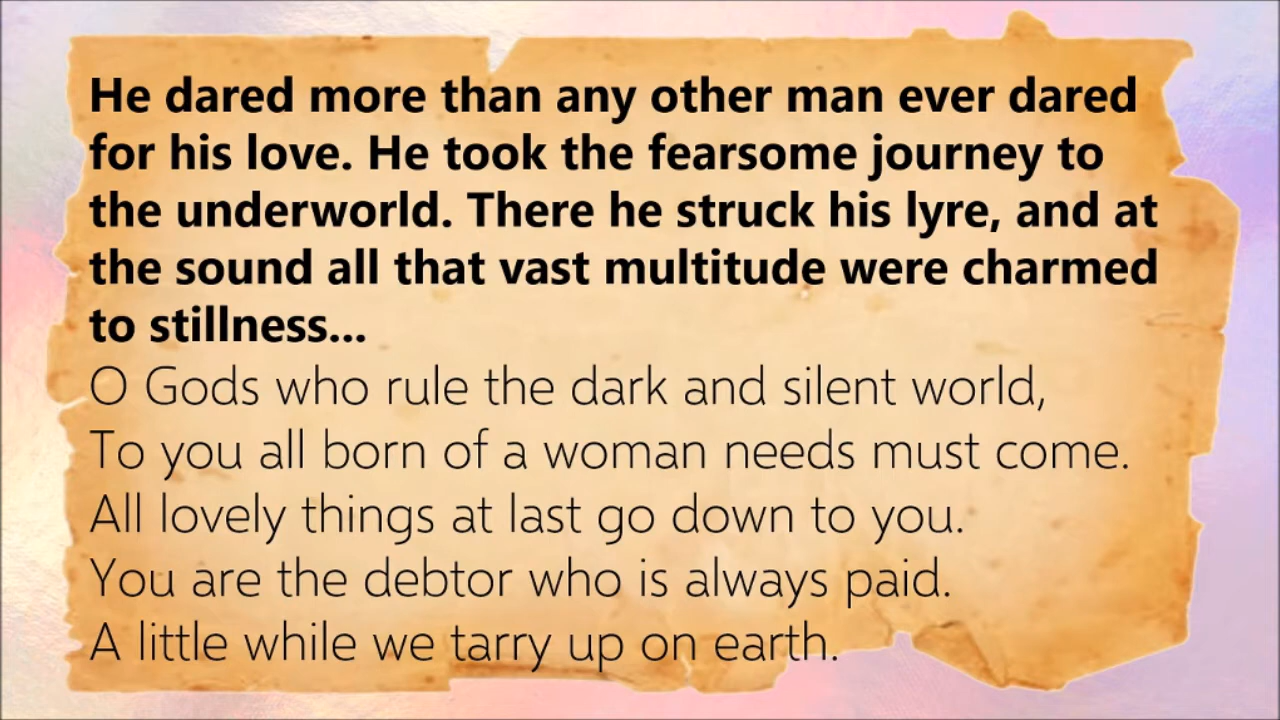 He dared more than any other man ever dared
for his love. He took the fearsome journey to
the underworld. There he struck his lyre, and at
the sound all that vast multitude were charmed
to stillness...
O Gods who rule the dark and silent world,
To you all born of a woman needs must come.
All lovely things at last go down to you.
You are the debtor who is always paid.
A little while we tarry up on earth.